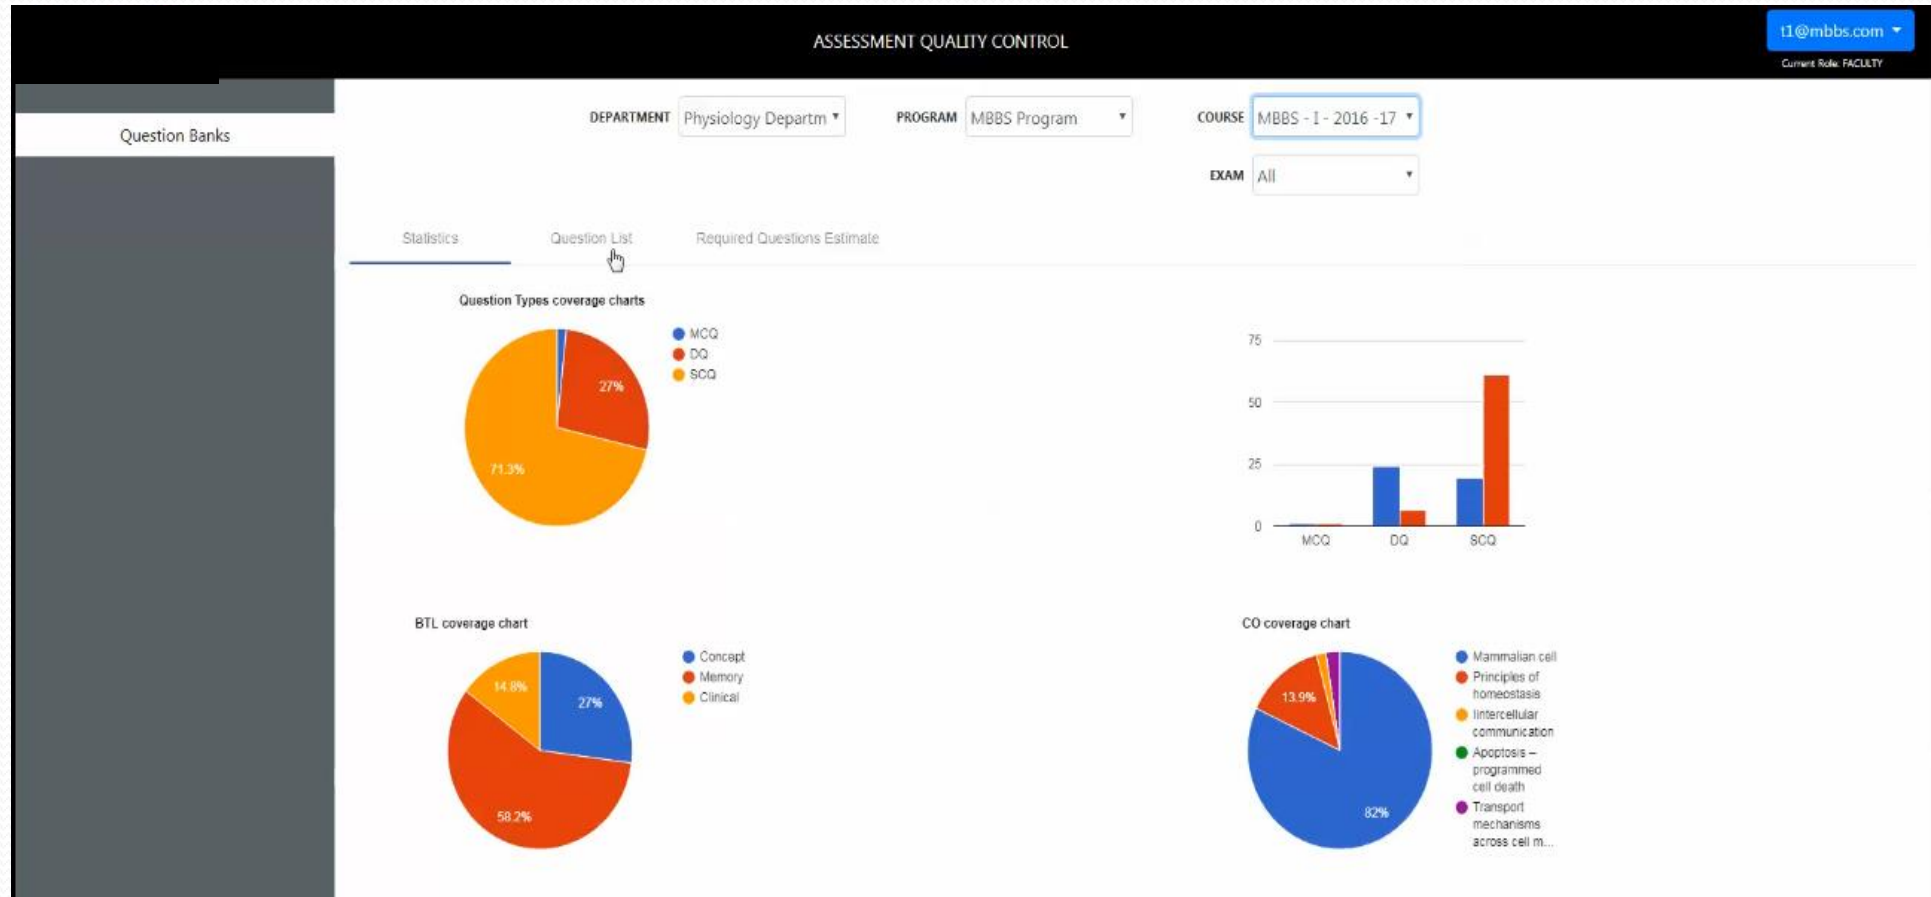 ASSESSMENT QUALITY CONTROL
t1@mbbs.com
Current Role: FACULTY
Question Banks
DEPARTMENT Physiology Departm PROGRAM MBBS Program COURSE MBBS - I - 2016 -17
EXAM All
Statistics Question List Required Questions Estimate
Question Types coverage charts
MCQ
DQ
SCQ
27%
71.3%
75
50
25
0
MCQ DQ SCQ
BTL coverage chart
Concept
Memory
Clinical
14.8%
27%
58.2%
CO coverage chart
13.9%
82%
Mammalian cell
Principles of
homeostasis
Iintercellular
communication
Apoptosis –
programmed
cell death
Transport
mechanisms
across cell m...